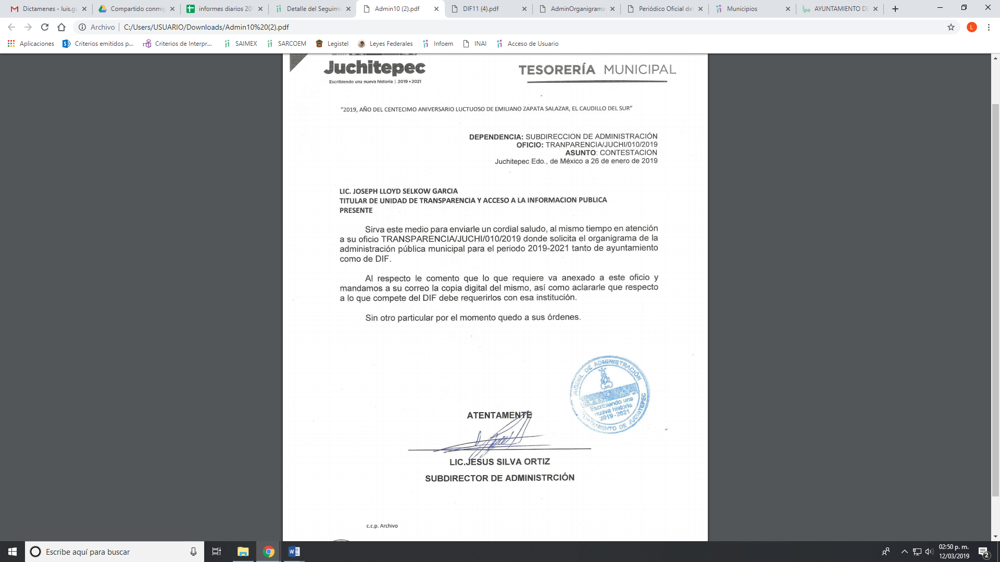 Dictamenes - luis.gu
Compartido conmig
informes diarios 201
Detalle del Seguimie
Admin10 (2).pdf
DIF11 (4).pdf
AdminOrganigrama
Periódico Oficial de
Municipios
AYUNTAMIENTO DE
Archivo
C:/Users/USUARIO/Downloads/Admin10%20(2).pdf
L
Aplicaciones
Criterios emitidos p...
Criterios de Interpr...
SAIMEX
SARCOEM
Legistel
Leyes Federales
Infoem
INAI
Acceso de Usuario
Juchitepec
Escribiendo una nueva historia | 2019 • 2021
TESORERÍA MUNICIPAL
“2019, AÑO DEL CENTECIMO ANIVERSARIO LUCTUOSO DE EMILIANO ZAPATA SALAZAR, EL CAUDILLO DEL SUR”
DEPENDENCIA: SUBDIRECCION DE ADMINISTRACIÓN
OFICIO: TRANPARENCIA/JUCHI/010/2019
ASUNTO: CONTESTACION
Juchitepec Edo., de México a 26 de enero de 2019
LIC. JOSEPH LLOYD SELKOW GARCIA
TITULAR DE UNIDAD DE TRANSPARENCIA Y ACCESO A LA INFORMACION PUBLICA
PRESENTE
Sirva este medio para enviarle un cordial saludo, al mismo tiempo en atención
a su oficio TRANSPARENCIA/JUCHI/010/2019 donde solicita el organigrama de la
administración pública municipal para el periodo 2019-2021 tanto de ayuntamiento
como de DIF.
Al respecto le comento que lo que requiere va anexado a este oficio y
mandamos a su correo la copia digital del mismo, así como aclararle que respecto
a lo que compete del DIF debe requerirlos con esa institución.
Sin otro particular por el momento quedo a sus órdenes.
SUBDIR. DE ADMINISTRACIÓN
Escribiendo una
nueva historia
2019-2021
DE JUCHITEPEC
ATENTAMENTE
LIC.JESUS SILVA ORTIZ
SUBDIRECTOR DE ADMINISTRCIÓN
c.c.p. Archivo
Escribe aquí para buscar
02:50 p. m.
12/03/2019
2